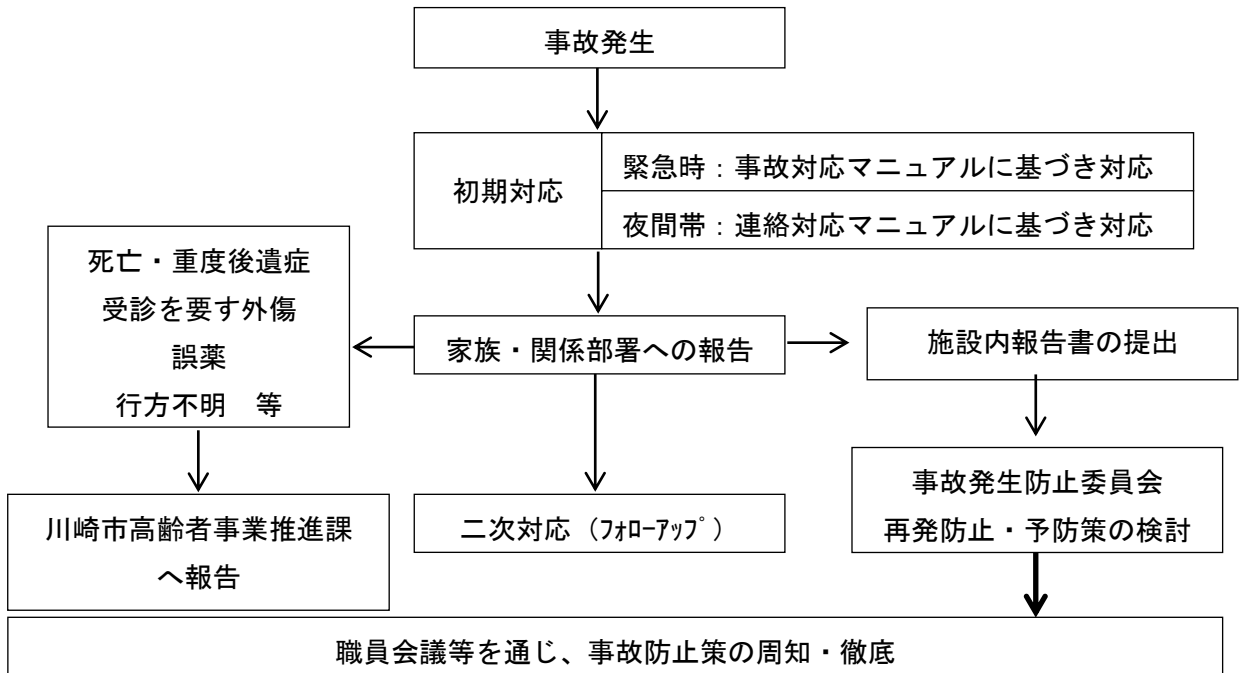 事故発生
初期対応
緊急時：事故対応マニュアルに基づき対応
夜間帯：連絡対応マニュアルに基づき対応
死亡・重度後遺症
受診を要す外傷
誤薬
行方不明　等
家族・関係部署への報告
施設内報告書の提出
川崎市高齢者事業推進課
へ報告
二次対応（ﾌｫﾛｰｱｯﾌﾟ）
事故発生防止委員会
再発防止・予防策の検討
職員会議等を通じ、事故防止策の周知・徹底